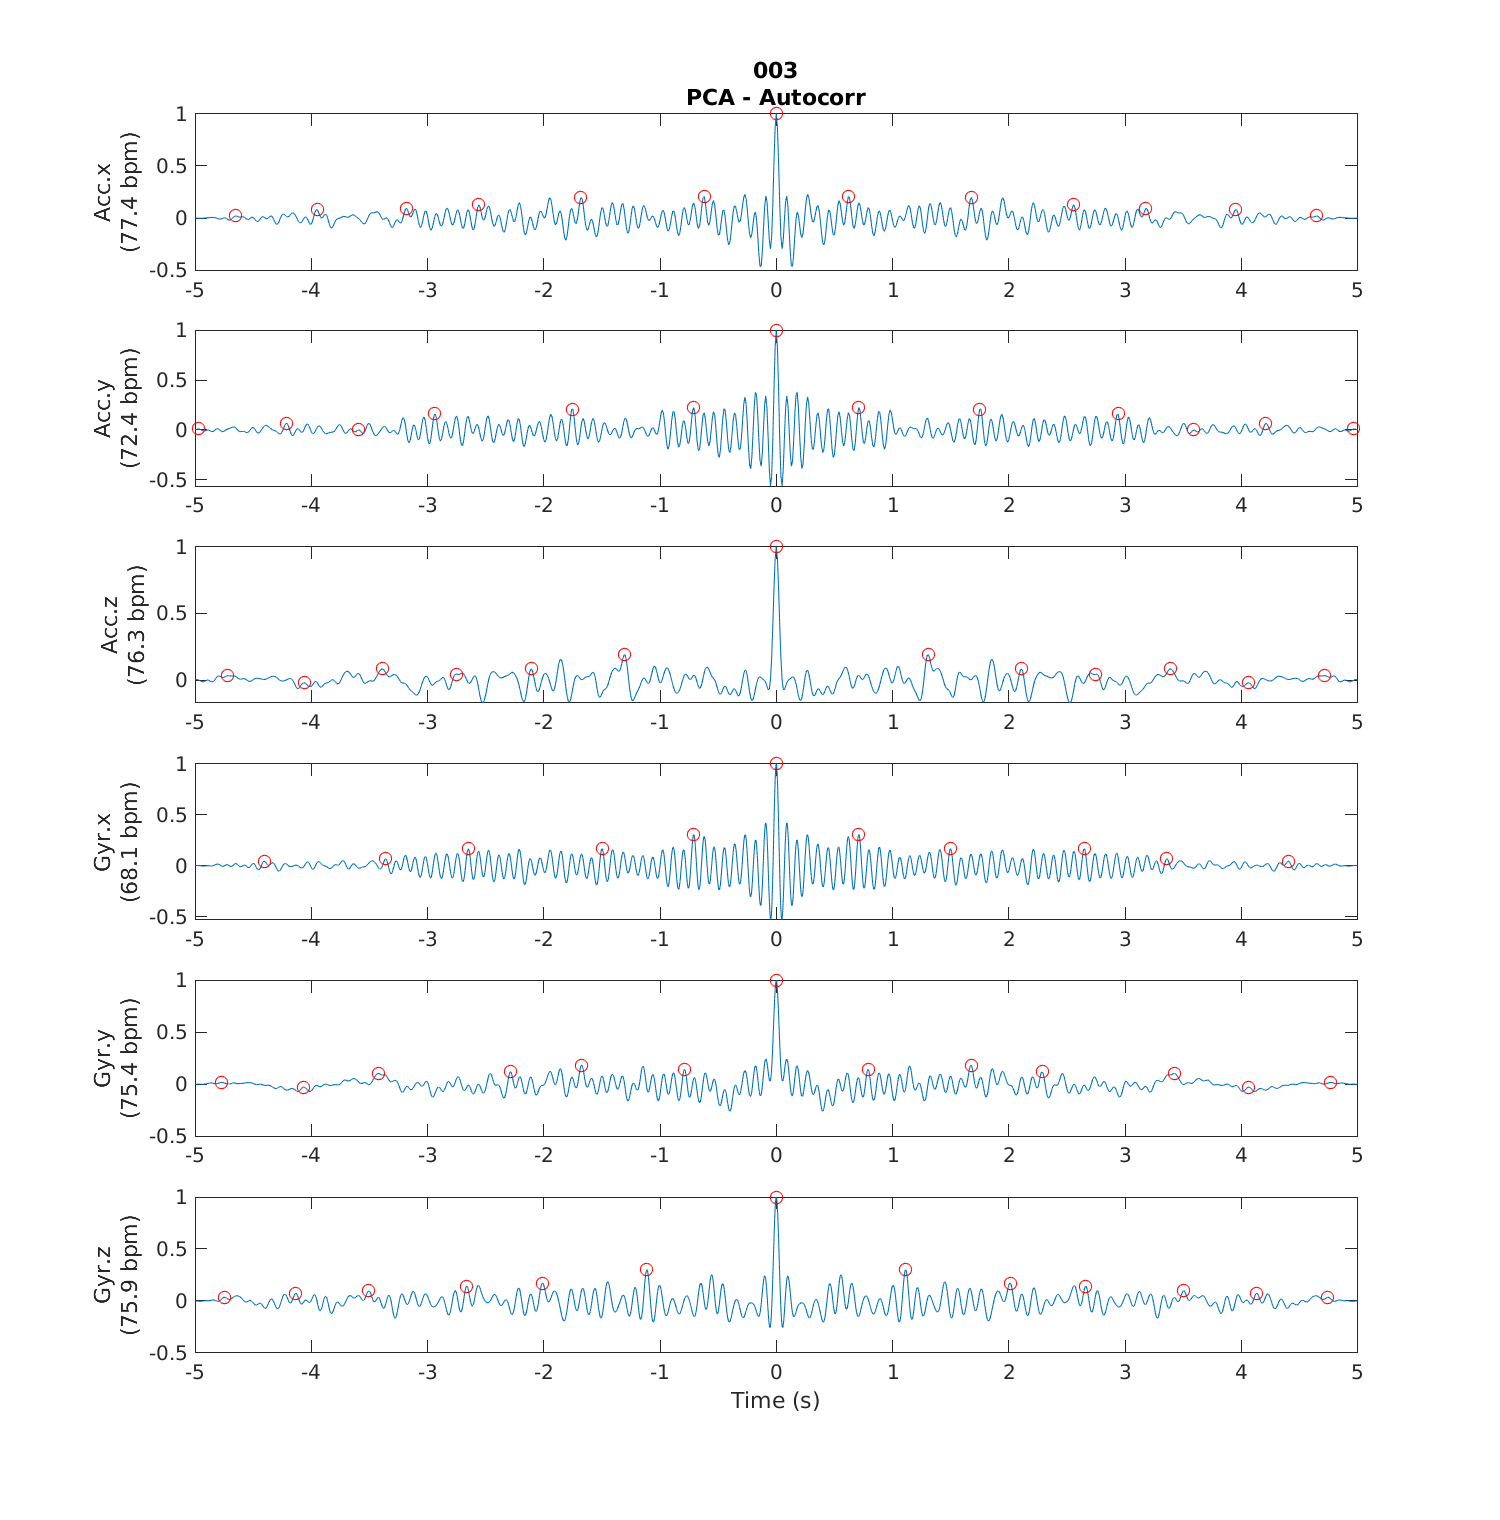 003
PCA - Autocorr
Acc.x
(77.4 bpm)
1
0.5
0
-0.5
-5 -4 -3 -2 -1 0 1 2 3 4 5
Acc.y
(72.4 bpm)
1
0.5
0
-0.5
-5 -4 -3 -2 -1 0 1 2 3 4 5
Acc.z
(76.3 bpm)
1
0.5
0
-5 -4 -3 -2 -1 0 1 2 3 4 5
Gyr.x
(68.1 bpm)
1
0.5
0
-0.5
-5 -4 -3 -2 -1 0 1 2 3 4 5
Gyr.y
(75.4 bpm)
1
0.5
0
-0.5
-5 -4 -3 -2 -1 0 1 2 3 4 5
Gyr.z
(75.9 bpm)
1
0.5
0
-0.5
-5 -4 -3 -2 -1 0 1 2 3 4 5
Time (s)